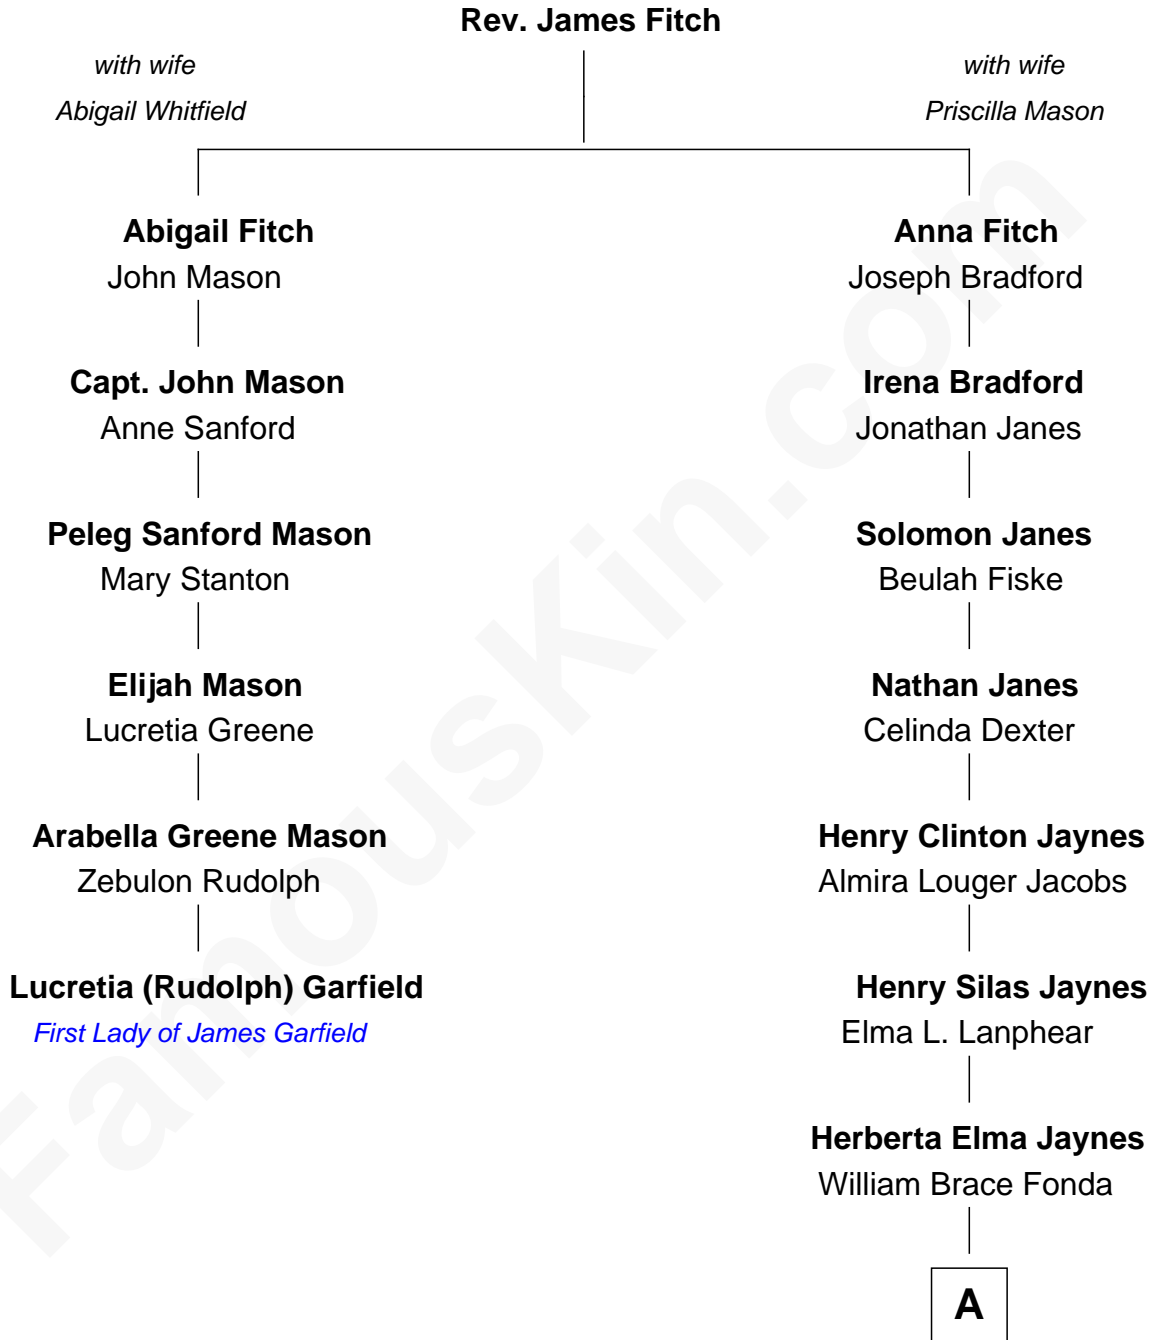 Rev. James Fitch
with wife
Abigail Whitfield
with wife
Priscilla Mason
Abigail Fitch
John Mason
Anna Fitch
Joseph Bradford
Capt. John Mason
Anne Sanford
Irena Bradford
Jonathan Janes
Peleg Sanford Mason
Mary Stanton
Solomon Janes
Beulah Fiske
Elijah Mason
Lucretia Greene
Nathan Janes
Celinda Dexter
Arabella Greene Mason
Zebulon Rudolph
Henry Clinton Jaynes
Almira Louger Jacobs
Lucretia (Rudolph) Garfield
First Lady of James Garfield
Henry Silas Jaynes
Elma L. Lanphear
Herberta Elma Jaynes
William Brace Fonda
A
FamousKin.com